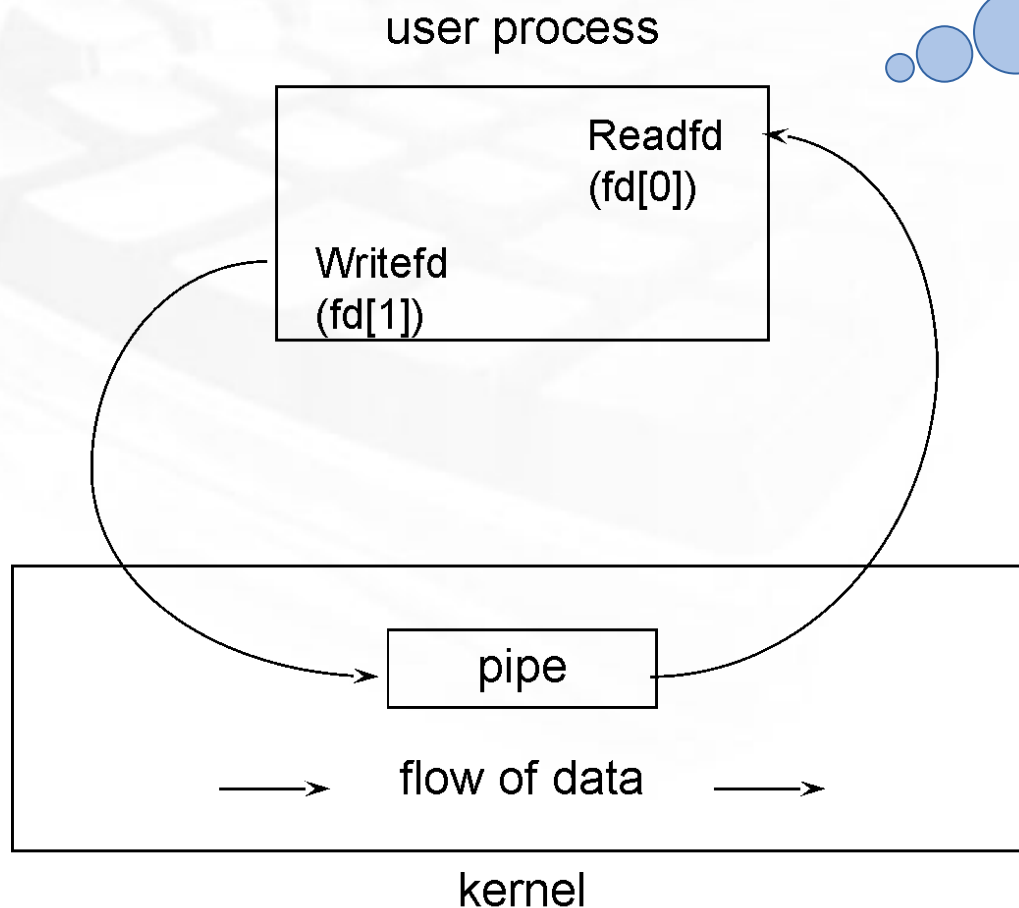 user process
Readfd
(fd[0])
Writefd
(fd[1])
pipe
flow of data
kernel